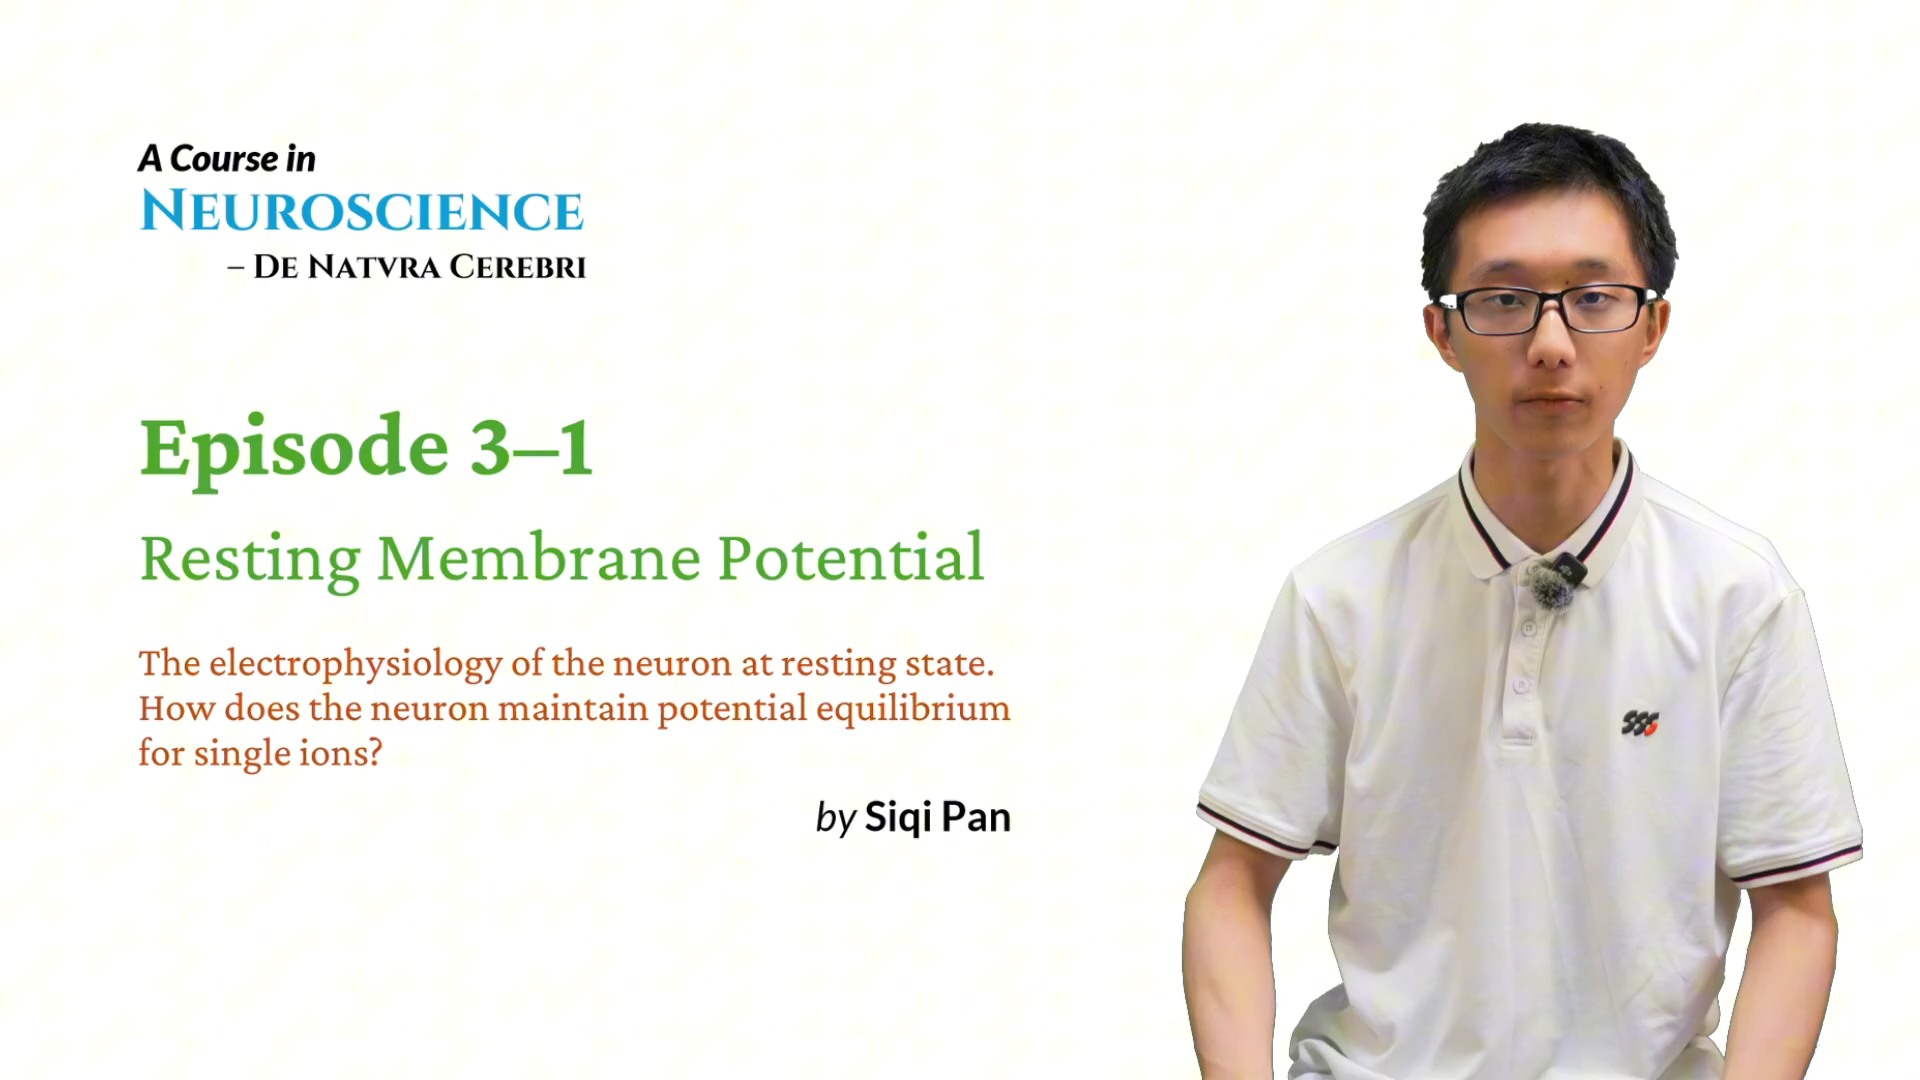 A Course in
NEUROSCIENCE
– DE NATVRA CEREBRI
Episode 3–1
Resting Membrane Potential
The electrophysiology of the neuron at resting state.
How does the neuron maintain potential equilibrium
for single ions?
by Siqi Pan